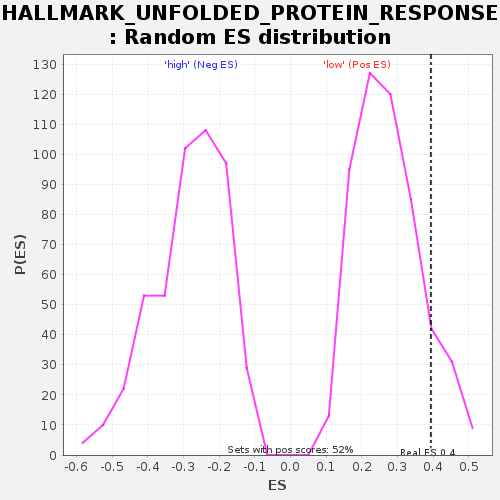 HALLMARK_UNFOLDED_PROTEIN_RESPONSE
: Random ES distribution
'high' (Neg ES)
'low' (Pos ES)
130
120
110
100
90
80
70
60
50
40
30
20
10
0
P(ES)
Sets with pos scores: 52%
Real ES 0.4
-0.6 -0.5 -0.4 -0.3 -0.2 -0.1 0.0 0.1 0.2 0.3 0.4 0.5
ES